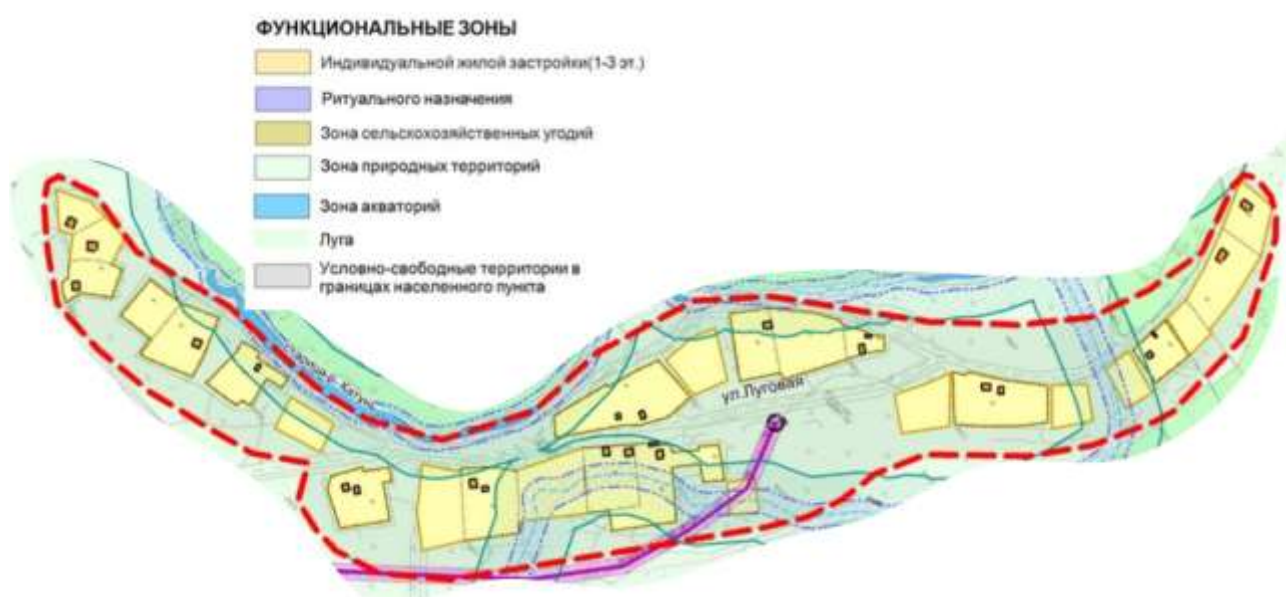 ФУНКЦИОНАЛЬНЫЕ ЗОНЫ
Индивидуальной жилой застройки(1-3 эт.)
Ритуального назначения
Зона сельскохозяйственных угодий
Зона природных территорий
Зона акваторий
Луга
Условно-свободные территории в
границах населенного пункта
ул.Луговая